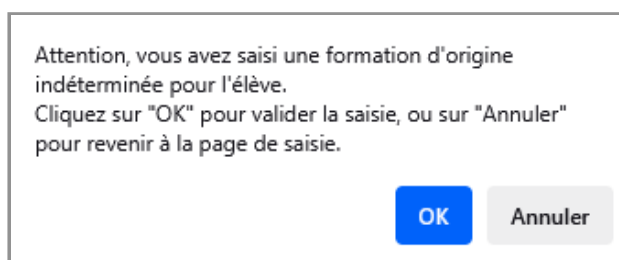 Attention, vous avez saisi une formation d'origine
indéterminée pour l'élève.
Cliquez sur "OK" pour valider la saisie, ou sur "Annuler"
pour revenir à la page de saisie.
OK Annuler